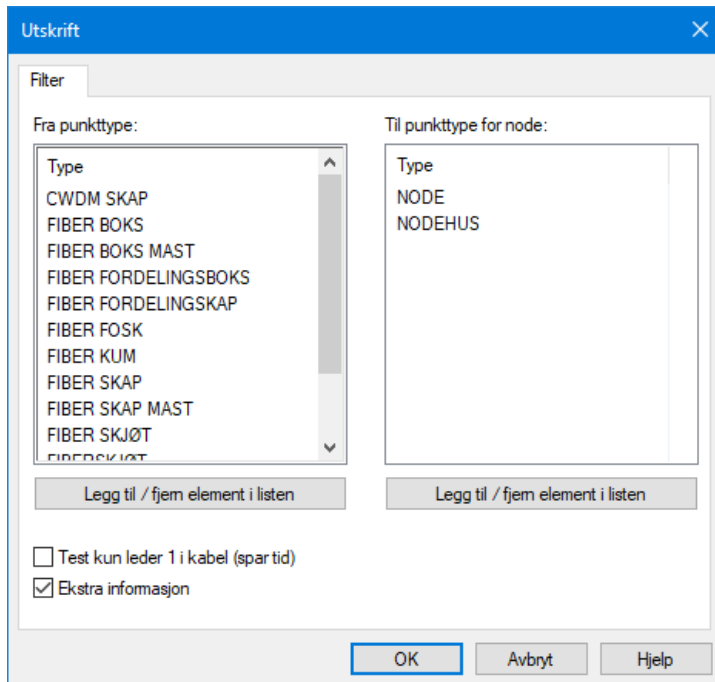 Utskrift
Filter
Fra punkttype:
Type
CWDM SKAP
FIBER BOKS
FIBER BOKS MAST
FIBER FORDELINGSBOKS
FIBER FORDELINGSKAP
FIBER FOSK
FIBER KUM
FIBER SKAP
FIBER SKAP MAST
FIBER SKJØT
FIBERSKJØT
Legg til / fjern element i listen
Til punkttype for node:
Type
NODE
NODEHUS
Legg til / fjern element i listen
Test kun leder 1 i kabel (spar tid)
Ekstra informasjon
OK
Avbryt
Hjelp